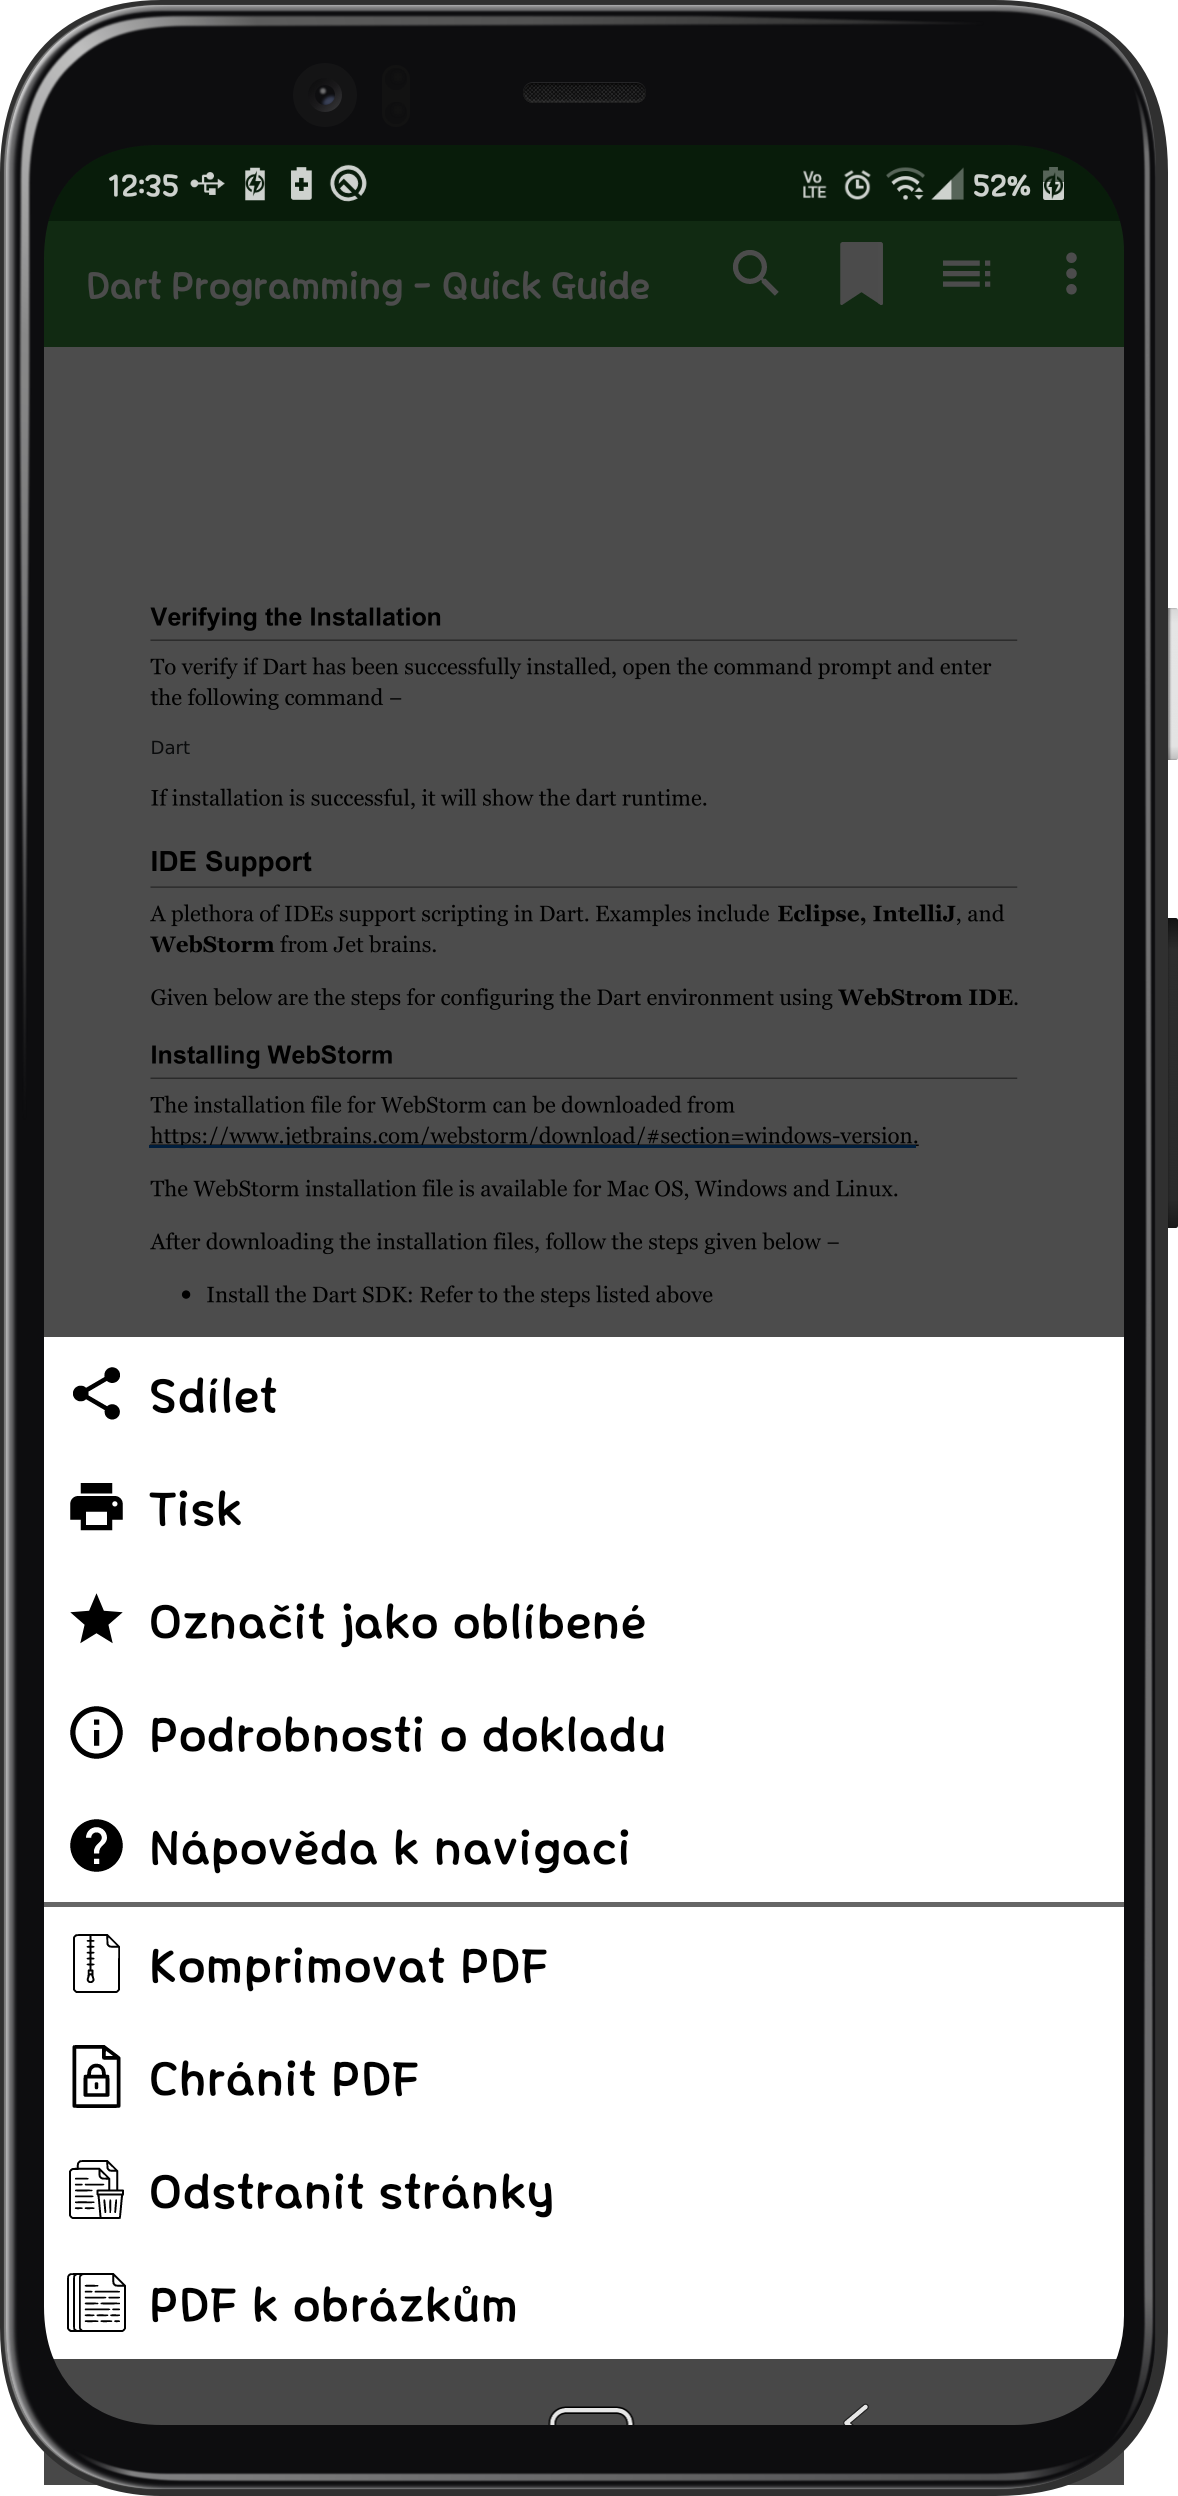 12:35
Vo
LTE
52%
Dart Programming - Quick Guide
Verifying the Installation
To verify if Dart has been successfully installed, open the command prompt and enter
the following command –
Dart
If installation is successful, it will show the dart runtime.
IDE Support
A plethora of IDEs support scripting in Dart. Examples include Eclipse, IntelliJ, and
WebStorm from Jet brains.
Given below are the steps for configuring the Dart environment using WebStrom IDE.
Installing WebStorm
The installation file for WebStorm can be downloaded from
https://www.jetbrains.com/webstorm/download/#section=windows-version.
The WebStorm installation file is available for Mac OS, Windows and Linux.
After downloading the installation files, follow the steps given below –
• Install the Dart SDK: Refer to the steps listed above
Sdílet
Tisk
Označit jako oblíbené
Podrobnosti o dokladu
Nápověda k navigaci
Komprimovat PDF
Chránit PDF
Odstranit stránky
PDF k obrázkům